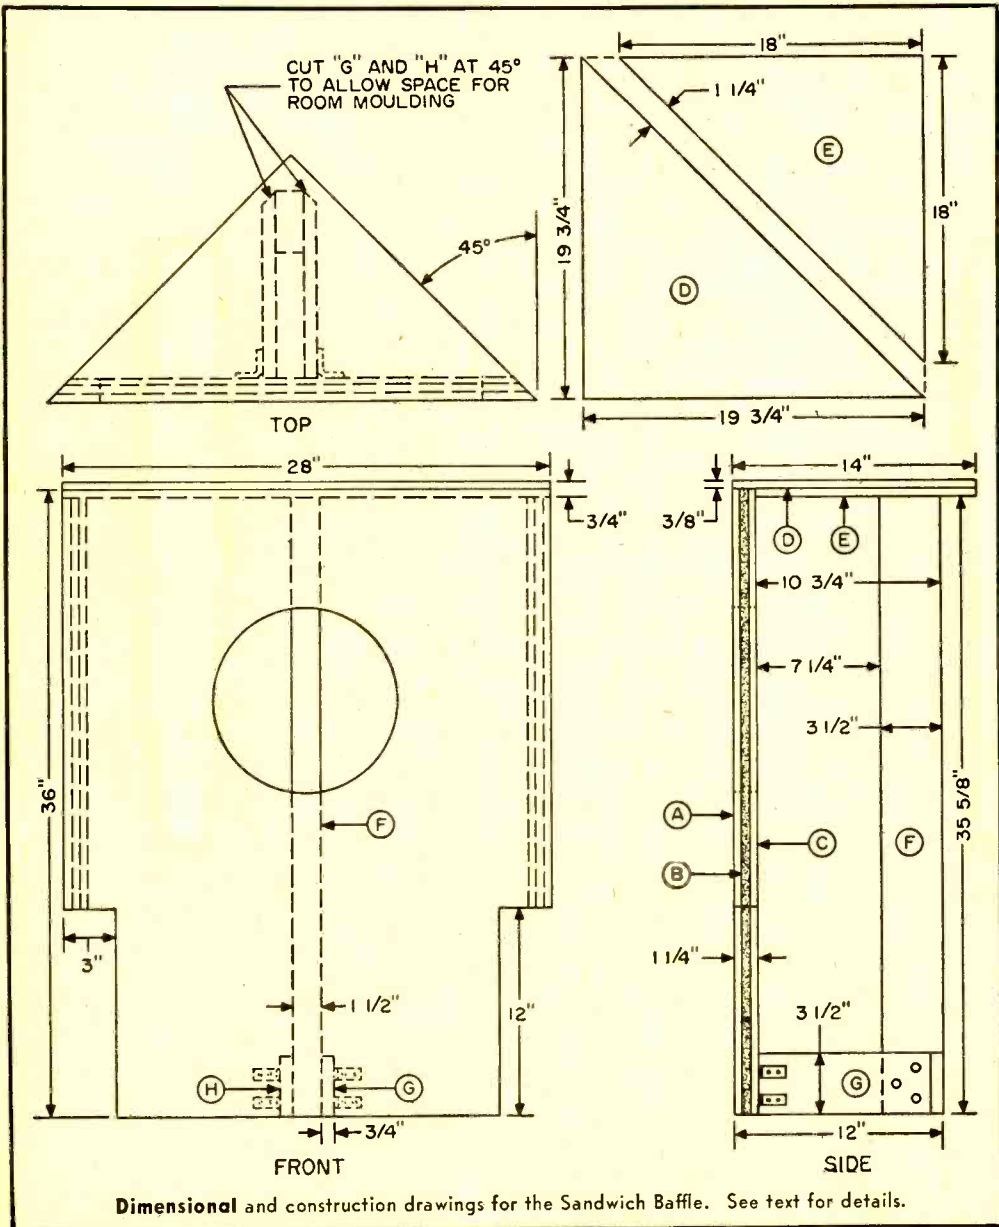 CUT "G" AND "H" AT 45°
TO ALLOW SPACE FOR
ROOM MOULDING
45°
TOP
18"
1 1/4"
E
18"
19 3/4"
D
19 3/4"
28"
3/4"
36"
F
3"
1 1/2"
12"
H
G
3/4"
FRONT
14"
3/8"
D
E
10 3/4"
7 1/4"
3 1/2"
A
C
F
35 5/8"
B
1 1/4"
3 1/2"
G
12"
SIDE
Dimensional and construction drawings for the Sandwich Baffle. See text for details.